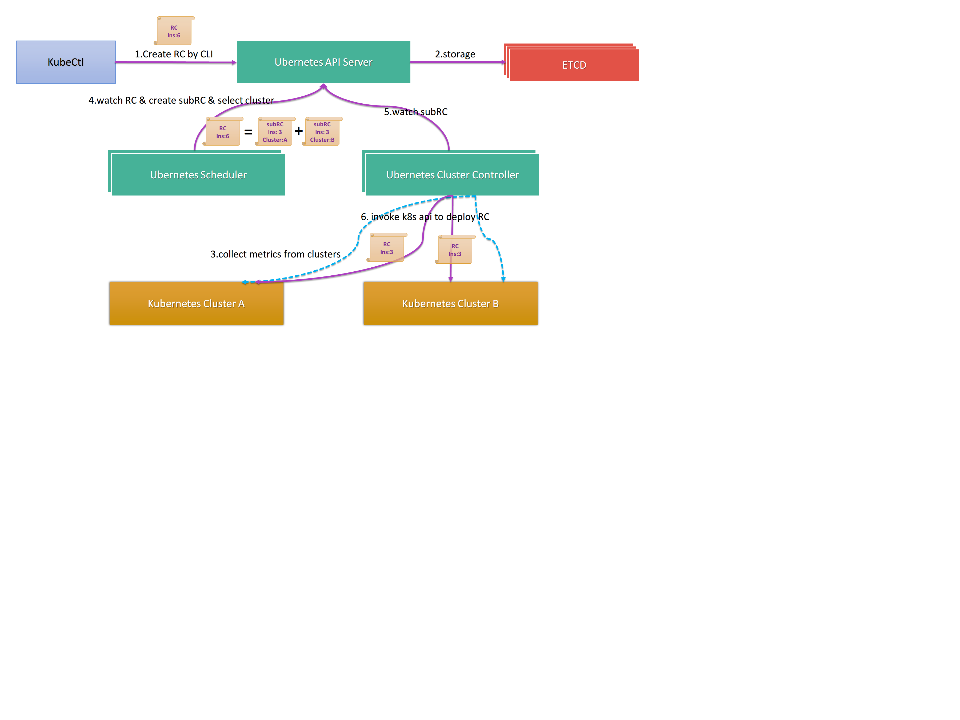 RC
Ins:6
KubeCtl
1.Create RC by CLI
Ubernetes API Server
2.storage
ETCD
4.watch RC & create subRC & select cluster
5.watch subRC
RC
Ins:6
=
subRC
Ins: 3
Cluster:A
+
subRC
Ins: 3
Cluster:B
Ubernetes Scheduler
Ubernetes Cluster Controller
6. invoke k8s api to deploy RC
RC
Ins:3
RC
Ins:3
3.collect metrics from clusters
Kubernetes Cluster A
Kubernetes Cluster B